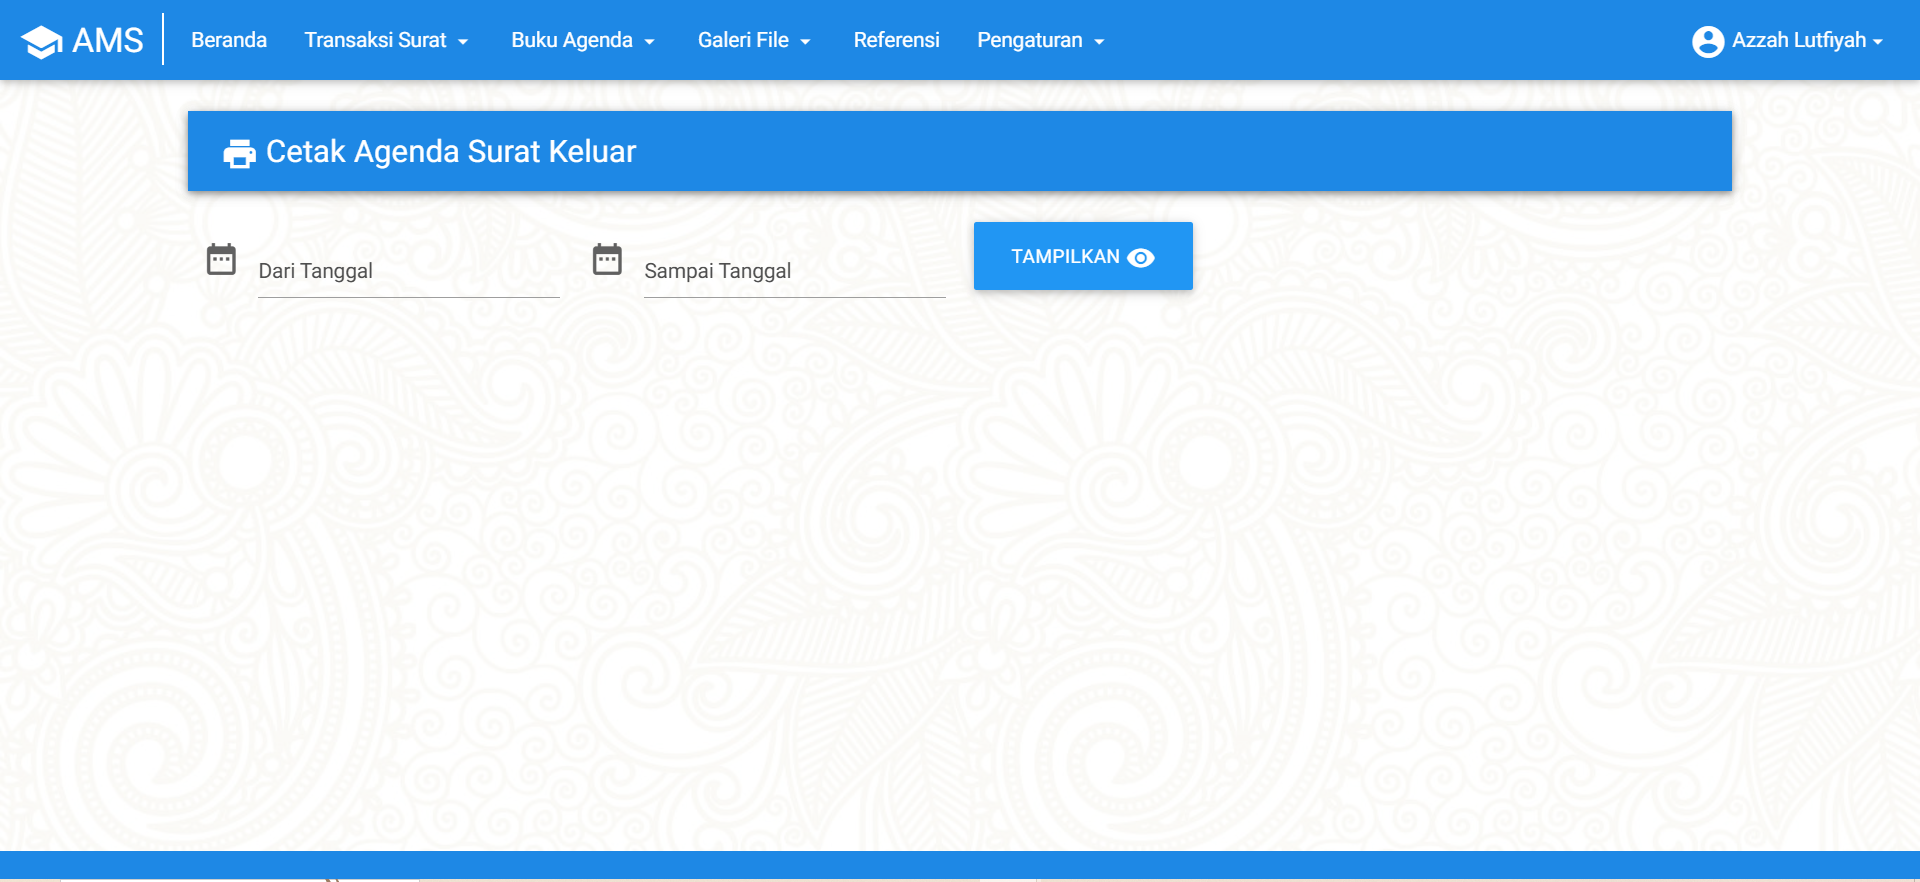 AMS Beranda Transaksi Surat Buku Agenda Galeri File Referensi Pengaturan Azzah Lutfiyah
Cetak Agenda Surat Keluar
Dari Tanggal Sampai Tanggal TAMPILKAN